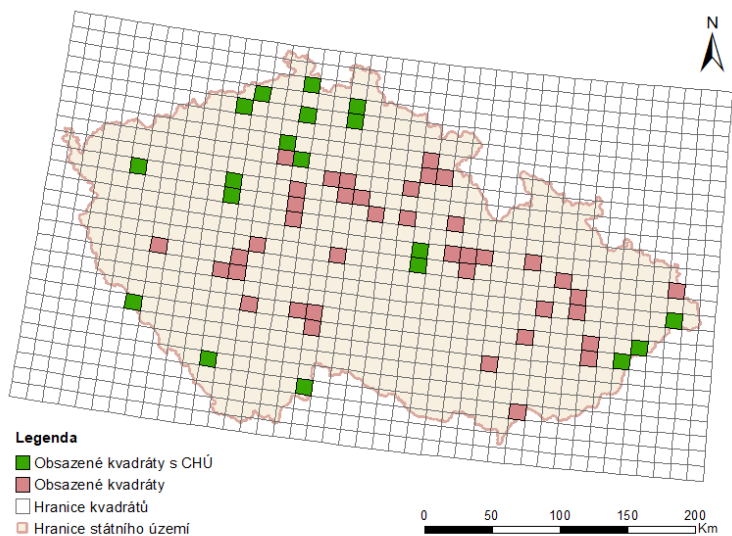 N
Legenda
Obsazené kvadráty s CHÚ
Obsazené kvadráty
Hranice kvadrátů
Hranice státního území
0 50 100 150 200
Km